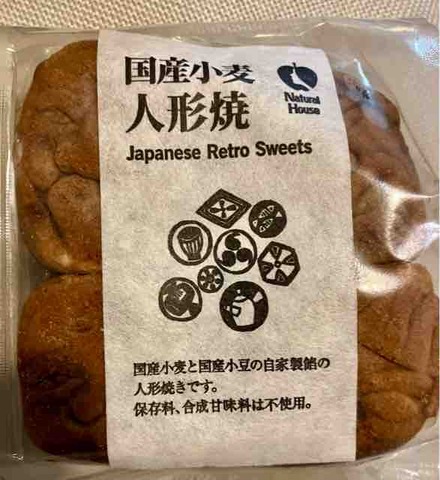 国産小麦
人形焼
Natural
House
Japanese Retro Sweets
国産小麦と国産小豆の自家製餡の
人形焼きです。
保存料、合成甘味料は不使用。